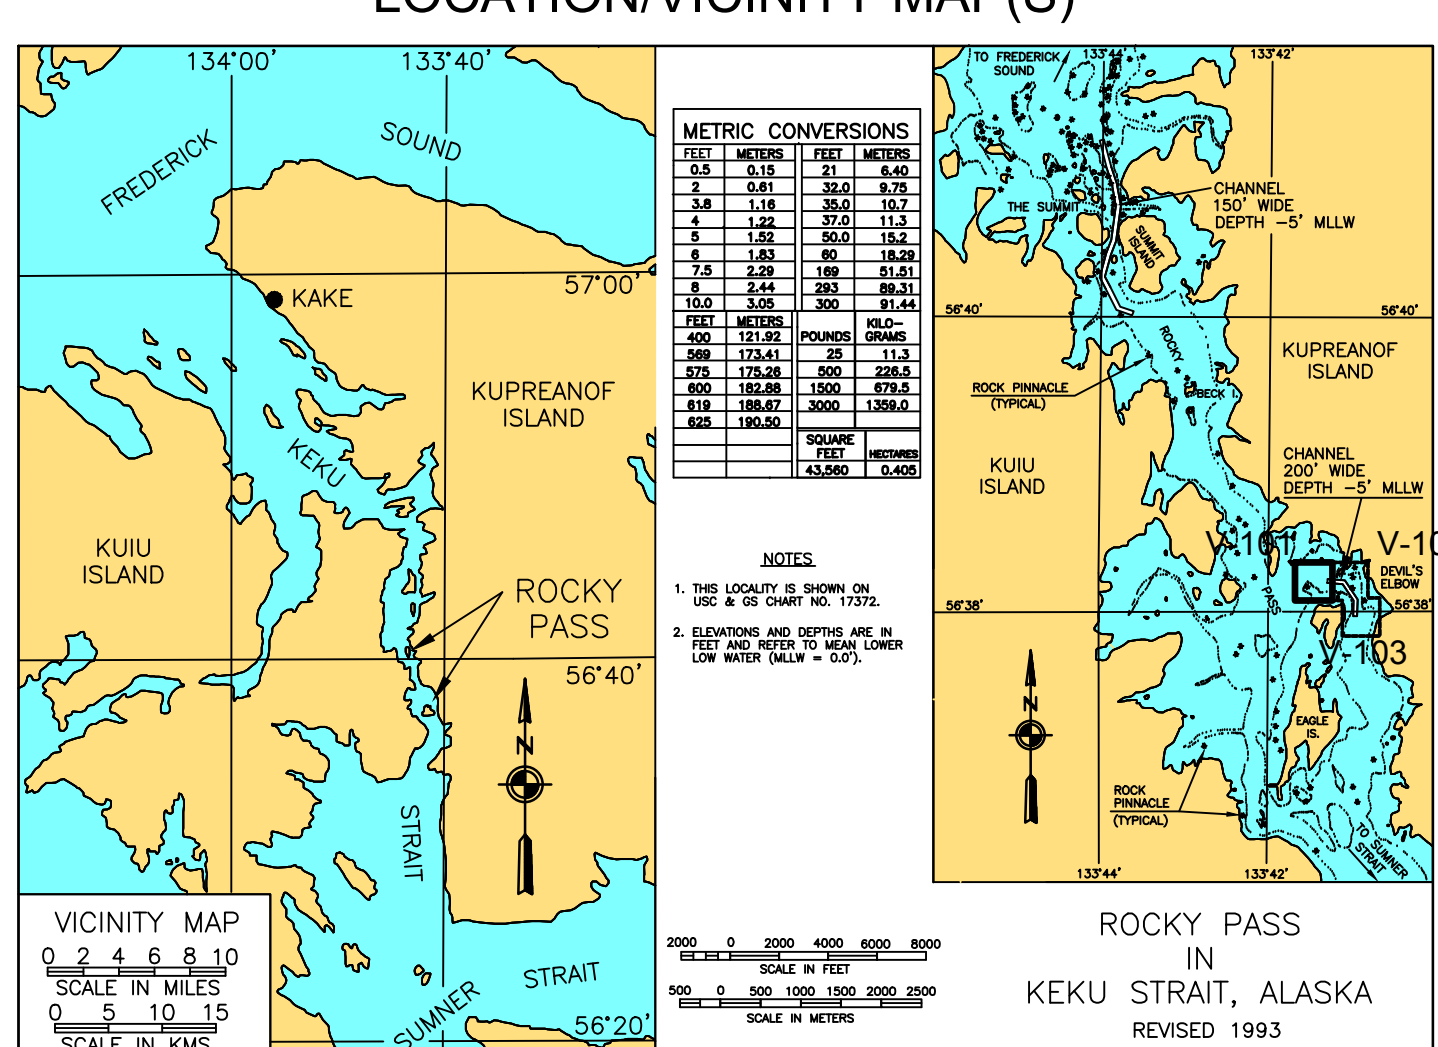 LOCATION/VICINITY MAP(S)
134°00'
133°40'
FREDERICK
SOUND
57°00'
KAKE
KUPREANOF
ISLAND
KEKU
KUIU
ISLAND
ROCKY
PASS
56°40'
N
STRAIT
STRAIT
SUMNER
56°20'
VICINITY MAP
0 2 4 6 8 10
SCALE IN MILES
0 5 10 15
SCALE IN KMS
METRIC CONVERSIONS
FEET METERS FEET METERS
0.5 0.15 21 6.40
2 0.61 32.0 9.75
3.8 1.16 35.0 10.7
4 1.22 37.0 11.3
5 1.52 50.0 15.2
6 1.83 60 18.29
7.5 2.29 169 51.51
8 2.44 293 89.31
10.0 3.05 300 91.44
FEET METERS POUNDS KILO-
GRAMS
400 121.92
569 173.41 25 11.3
575 175.26 500 226.5
600 182.88 1500 679.5
619 188.67 3000 1359.0
625 190.50
SQUARE
FEET HECTARES
43,560 0.405
NOTES
1. THIS LOCALITY IS SHOWN ON
USC & GS CHART NO. 17372.
2. ELEVATIONS AND DEPTHS ARE IN
FEET AND REFER TO MEAN LOWER
LOW WATER (MLLW = 0.0').
2000 0 2000 4000 6000 8000
SCALE IN FEET
500 0 500 1000 1500 2000 2500
SCALE IN METERS
TO FREDERICK
SOUND
133°44'
133°42'
CHANNEL
150' WIDE
DEPTH -5' MLLW
THE SUMMIT
SUMMIT
ISLAND
56°40'
56°40'
ROCKY
KUPREANOF
ISLAND
ROCK PINNACLE
(TYPICAL)
BECK I.
KUIU
ISLAND
CHANNEL
200' WIDE
DEPTH -5' MLLW
V-101
V-10
DEVIL'S
ELBOW
PASS
56°38'
56°38'
V-103
N
EAGLE
IS.
ROCK
PINNACLE
(TYPICAL)
TO SUMNER
STRAIT
133°44'
133°42'
ROCKY PASS
IN
KEKU STRAIT, ALASKA
REVISED 1993